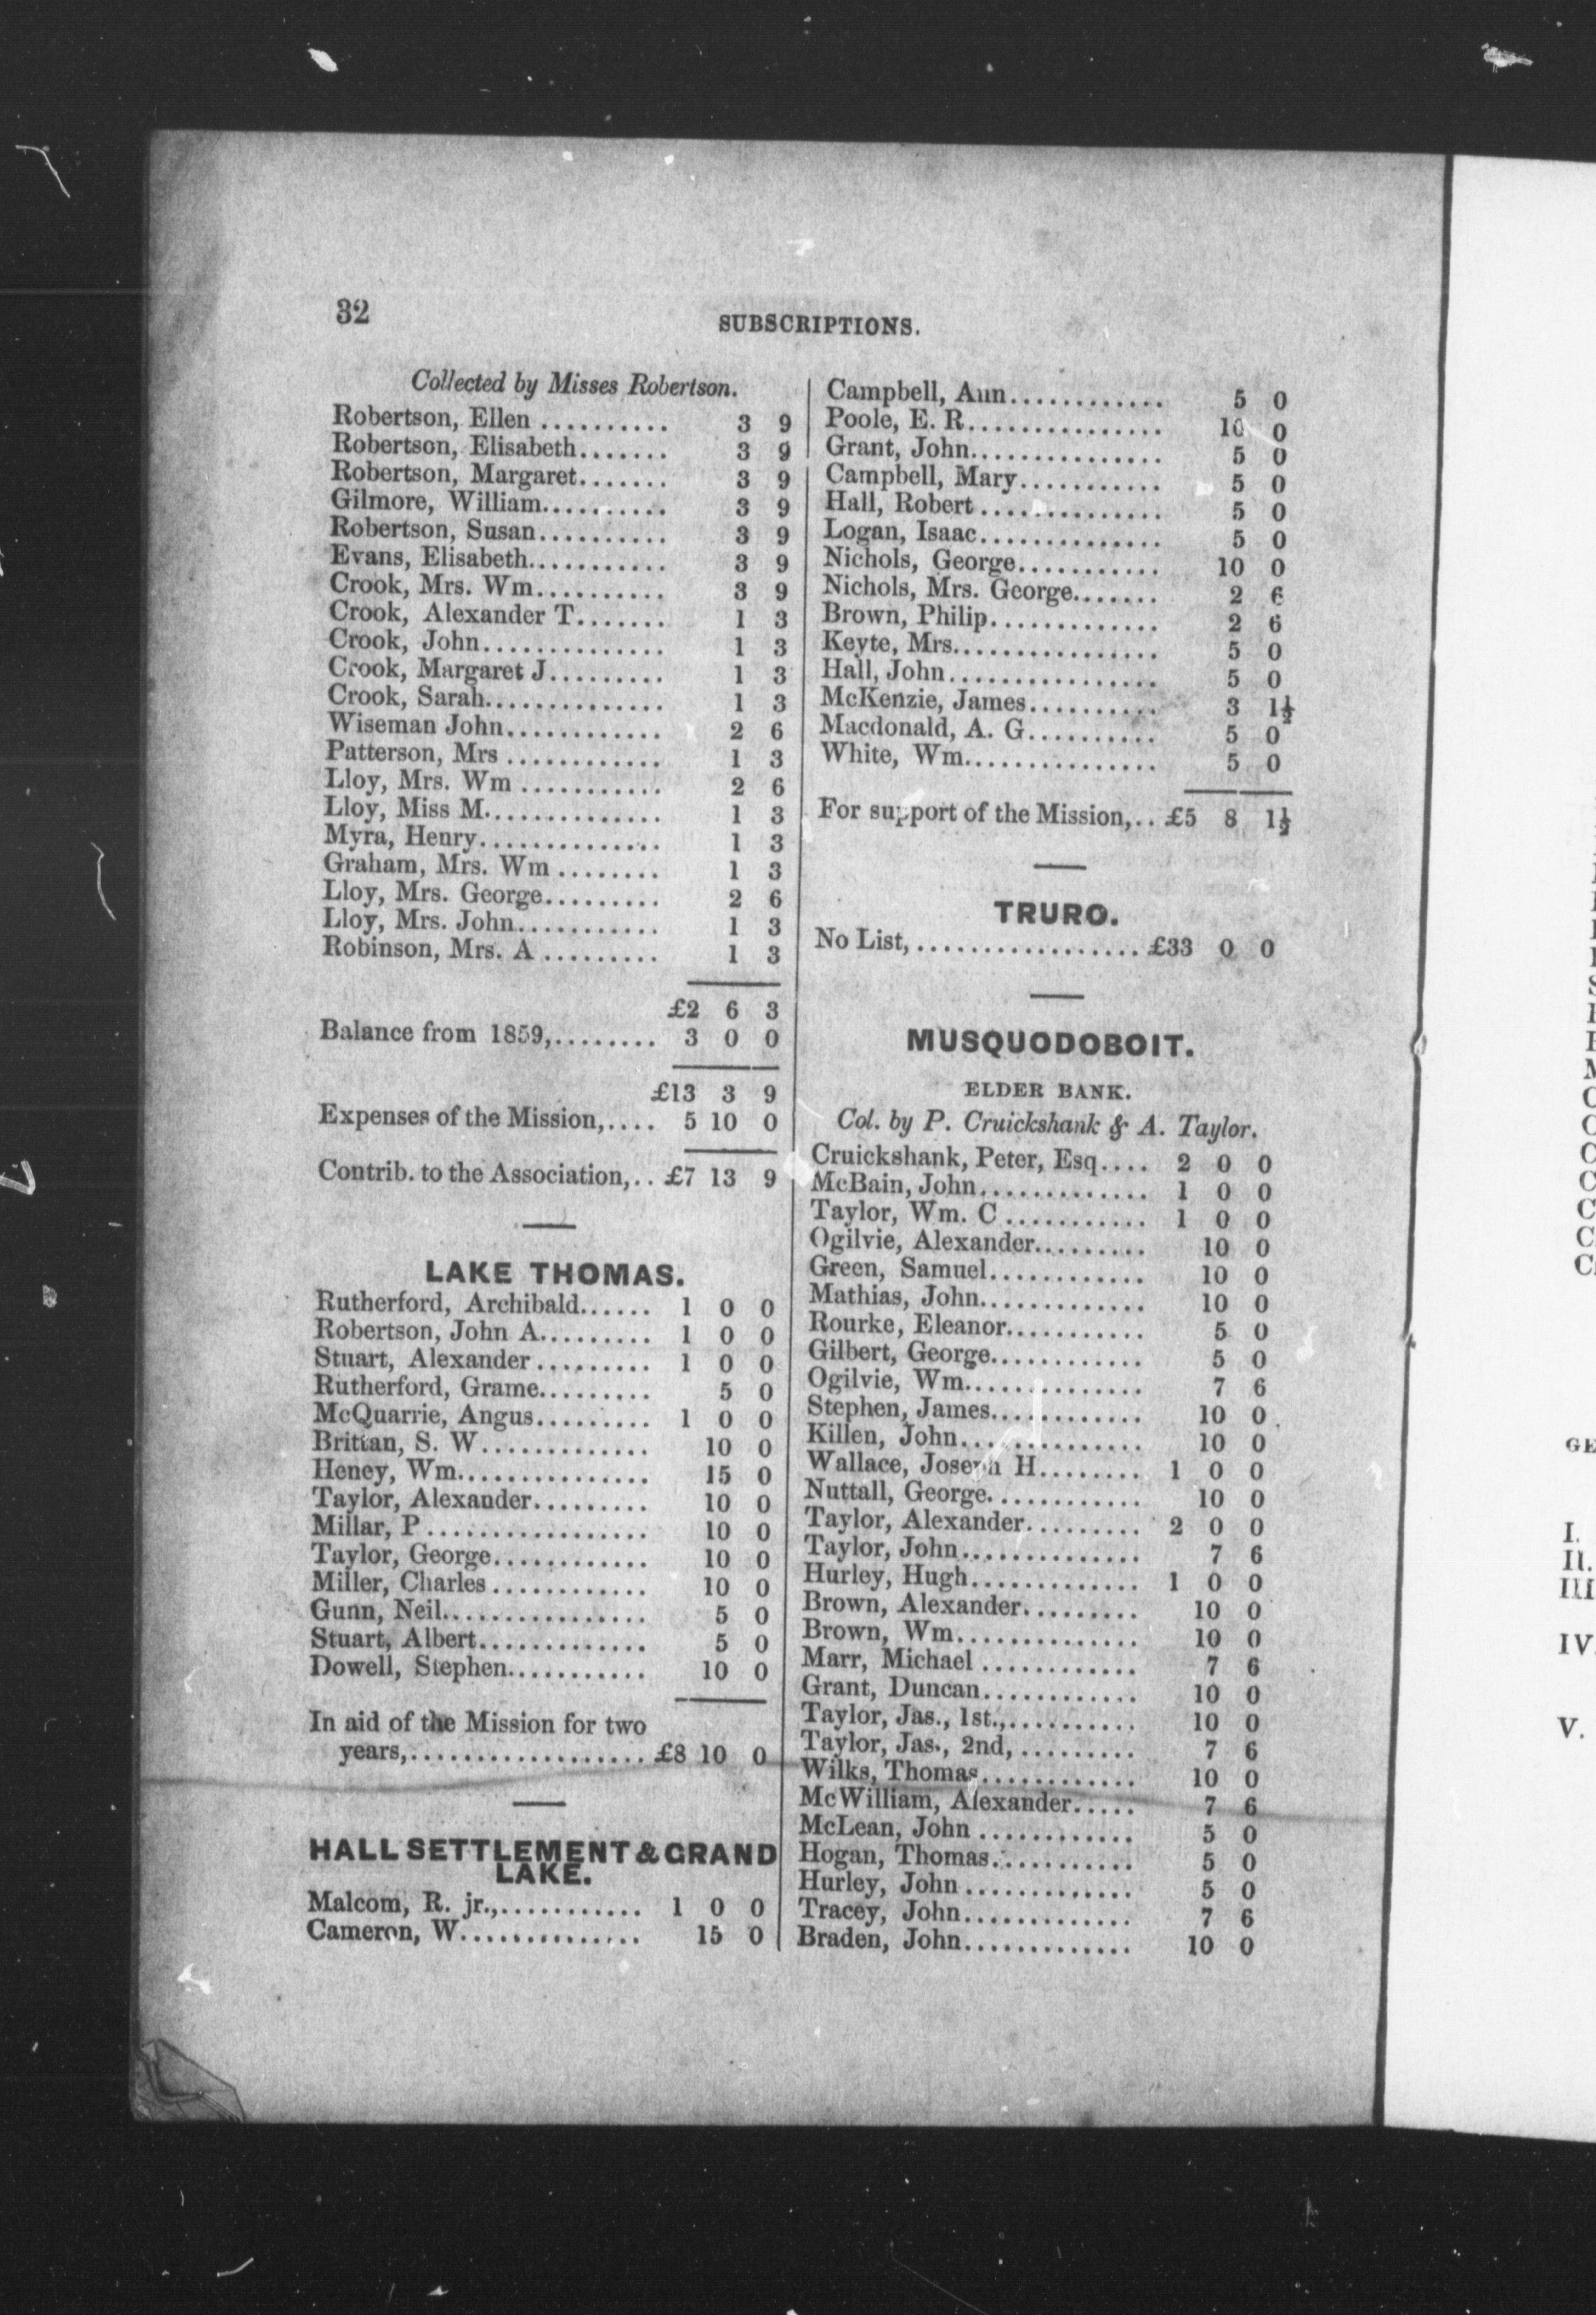 32
SUBSCRIPTIONS.
Collected by Misses Robertson.
Robertson, Ellen .......... 3 9
Robertson, Elisabeth....... 3 9
Robertson, Margaret....... 3 9
Gilmore, William.......... 3 9
Robertson, Susan.......... 3 9
Evans, Elisabeth........... 3 9
Crook, Mrs. Wm.......... 3 9
Crook, Alexander T....... 1 3
Crook, John.............. 1 3
Crook, Margaret J......... 1 3
Crook, Sarah.............. 1 3
Wiseman John............ 2 6
Patterson, Mrs ............ 1 3
Lloy, Mrs. Wm ........... 2 6
Lloy, Miss M.............. 1 3
Myra, Henry.............. 1 3
Graham, Mrs. Wm ........ 1 3
Lloy, Mrs. George......... 2 6
Lloy, Mrs. John........... 1 3
Robinson, Mrs. A ......... 1 3
£2 6 3
Balance from 1859,........ 3 0 0
£13 3 9
Expenses of the Mission,.... 5 10 0
Contrib. to the Association,.. £7 13 9
LAKE THOMAS.
Rutherford, Archibald...... 1 0 0
Robertson, John A......... 1 0 0
Stuart, Alexander ......... 1 0 0
Rutherford, Grame......... 5 0
McQuarrie, Angus......... 1 0 0
Brittan, S. W............. 10 0
Heney, Wm................ 15 0
Taylor, Alexander......... 10 0
Millar, P ................. 10 0
Taylor, George............ 10 0
Miller, Charles ............ 10 0
Gunn, Neil................ 5 0
Stuart, Albert............. 5 0
Dowell, Stephen........... 10 0
In aid of the Mission for two
years,................... £8 10 0
HALL SETTLEMENT & GRAND
LAKE.
Malcom, R. jr.,........... 1 0 0
Cameron, W.............. 15 0
Campbell, Ann............ 5 0
Poole, E. R............... 10 0
Grant, John............... 5 0
Campbell, Mary........... 5 0
Hall, Robert .............. 5 0
Logan, Isaac.............. 5 0
Nichols, George........... 10 0
Nichols, Mrs. George....... 2 6
Brown, Philip............. 2 6
Keyte, Mrs................ 5 0
Hall, John................ 5 0
McKenzie, James.......... 3 1½
Macdonald, A. G.......... 5 0
White, Wm............... 5 0
For support of the Mission,.. £5 8 1½
TRURO.
No List,.................. £33 0 0
MUSQUODOBOIT.
ELDER BANK.
Col. by P. Cruickshank & A. Taylor.
Cruickshank, Peter, Esq.... 2 0 0
McBain, John............. 1 0 0
Taylor, Wm. C ........... 1 0 0
Ogilvie, Alexander......... 10 0
Green, Samuel............ 10 0
Mathias, John............. 10 0
Rourke, Eleanor........... 5 0
Gilbert, George............ 5 0
Ogilvie, Wm.............. 7 6
Stephen, James............ 10 0
Killen, John.............. 10 0
Wallace, Joseph H........ 1 0 0
Nuttall, George............ 10 0
Taylor, Alexander......... 2 0 0
Taylor, John.............. 7 6
Hurley, Hugh............. 1 0 0
Brown, Alexander......... 10 0
Brown, Wm.............. 10 0
Marr, Michael ............ 7 6
Grant, Duncan............ 10 0
Taylor, Jas., 1st.,.......... 10 0
Taylor, Jas., 2nd,......... 7 6
Wilks, Thomas............ 10 0
McWilliam, Alexander..... 7 6
McLean, John ............ 5 0
Hogan, Thomas........... 5 0
Hurley, John ............. 5 0
Tracey, John.............. 7 6
Braden, John............. 10 0
GE
I.
II.
III
IV
V.